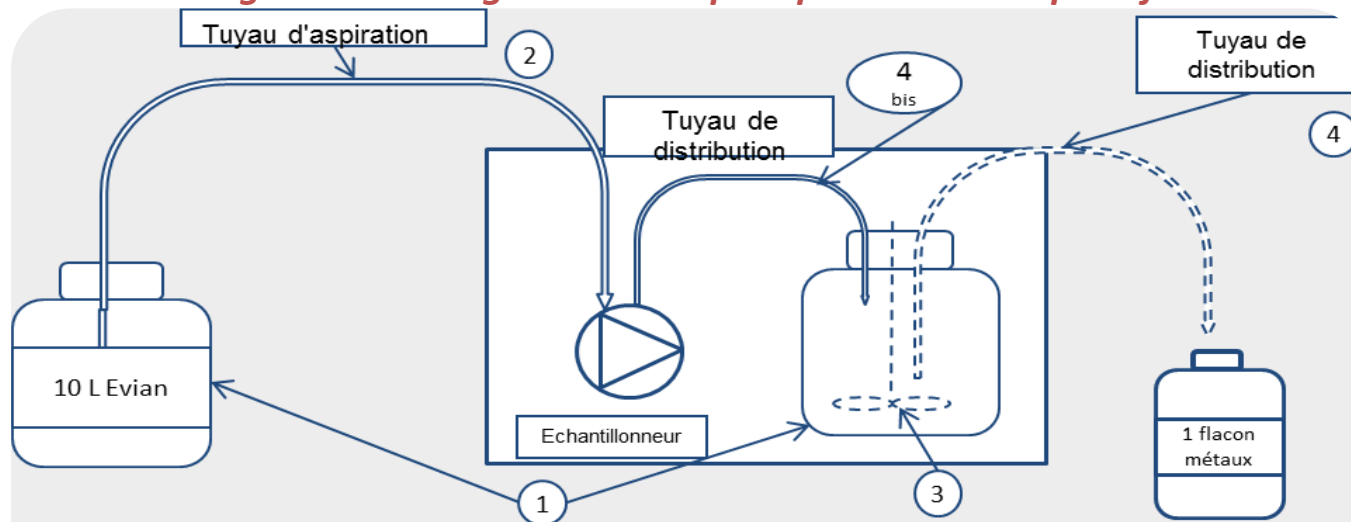 Tuyau d'aspiration
2
4
bis
Tuyau de
distribution
4
Tuyau de
distribution
10 L Evian
Echantillonneur
1
3
1 flacon
métaux